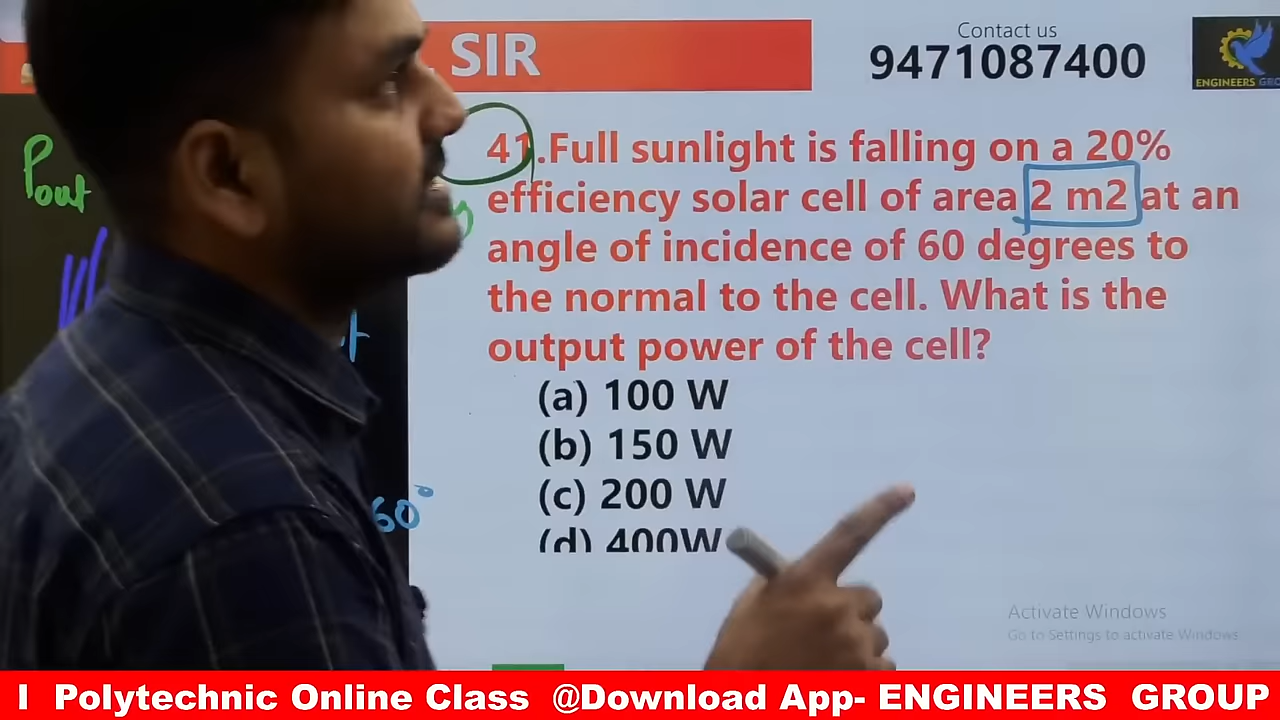 SIR
Contact us
9471087400
ENGINEERS GRO
Pout
41.Full sunlight is falling on a 20%
efficiency solar cell of area 2 m2 at an
angle of incidence of 60 degrees to
the normal to the cell. What is the
output power of the cell?
(a) 100 W
(b) 150 W
(c) 200 W
(d) 400W
60°
Activate Windows
Go to Settings to activate Windows
I Polytechnic Online Class @Download App- ENGINEERS GROUP